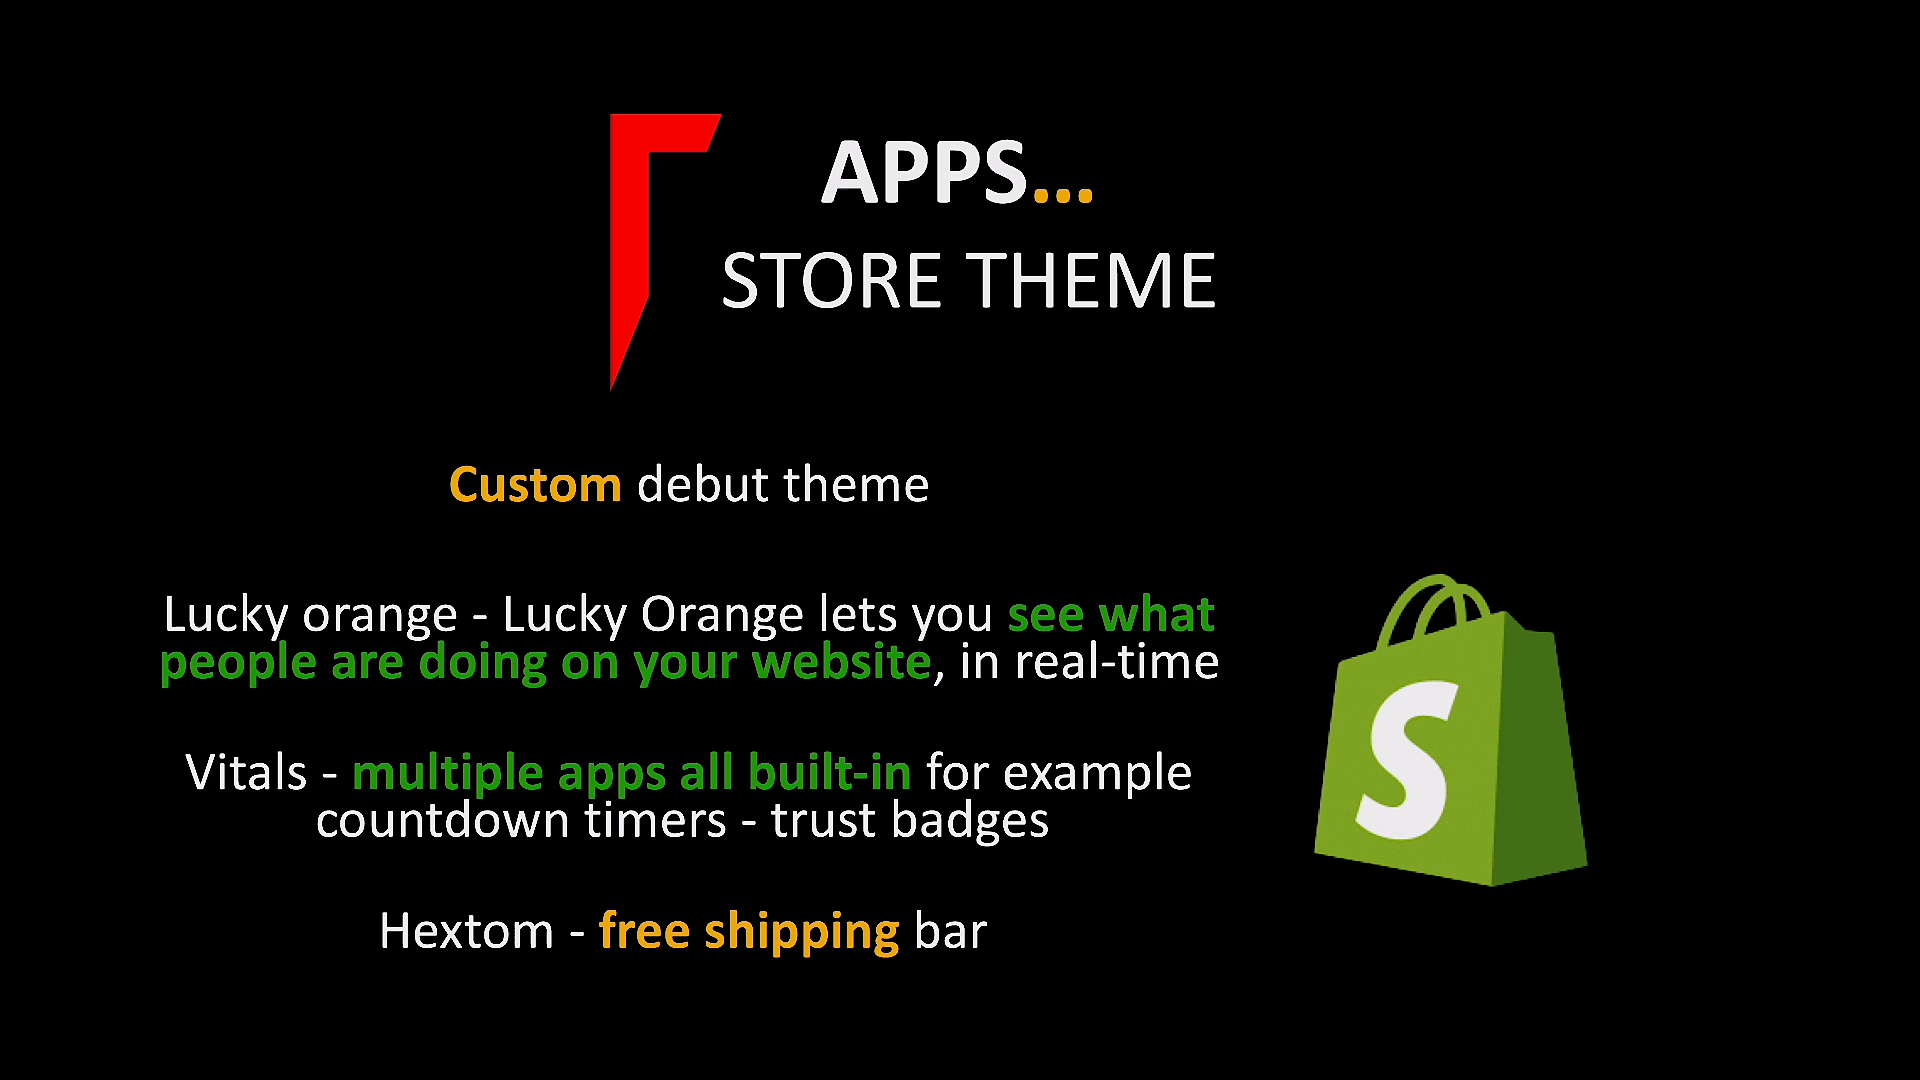 APPS...
STORE THEME
Custom debut theme
Lucky orange - Lucky Orange lets you see what
people are doing on your website, in real-time
Vitals - multiple apps all built-in for example
countdown timers - trust badges
Hextom - free shipping bar
S